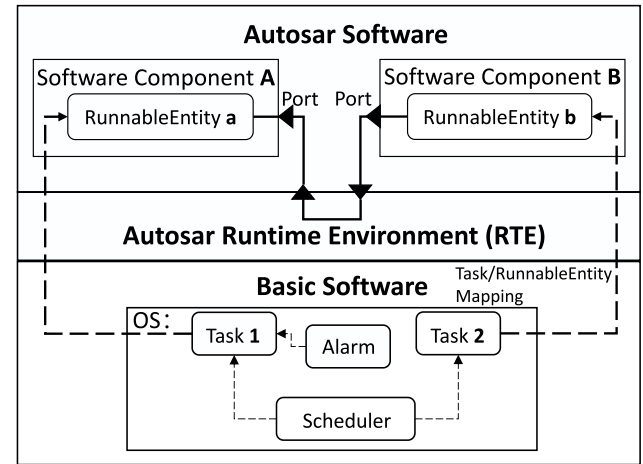 Autosar Software
Software Component A
Software Component B
Port
Port
RunnableEntity a
RunnableEntity b
Autosar Runtime Environment (RTE)
Task/RunnableEntity
Mapping
Basic Software
OS:
Task 1
Alarm
Task 2
Scheduler